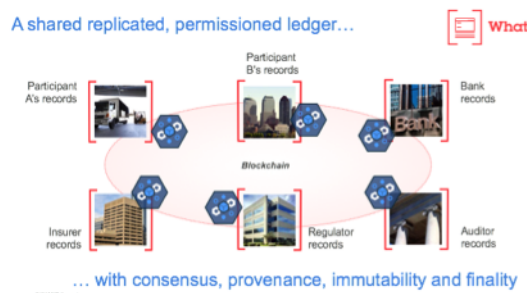 A shared replicated, permissioned ledger...
What
Participant
A's records
Participant
B's records
Bank
records
Bank
Blockchain
Insurer
records
Regulator
records
Auditor
records
... with consensus, provenance, immutability and finality